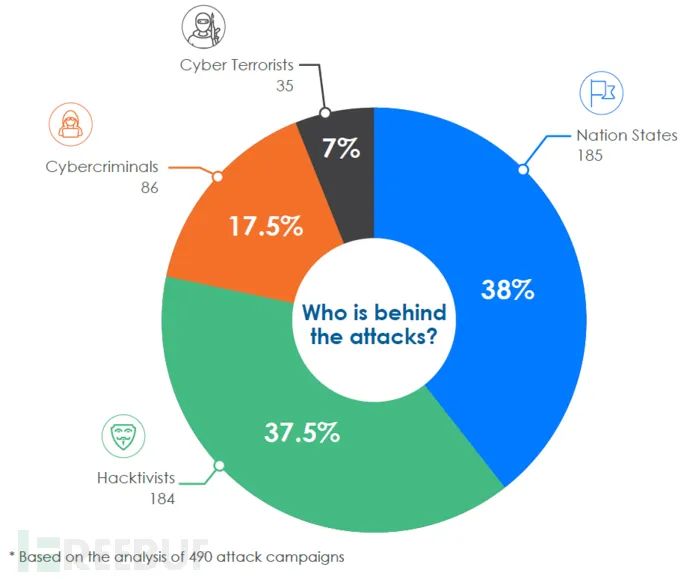 Cyber Terrorists
35
7%
Nation States
185
Cybercriminals
86
17.5%
38%
Who is behind
the attacks?
37.5%
Hacktivists
184
REEBUF
* Based on the analysis of 490 attack campaigns